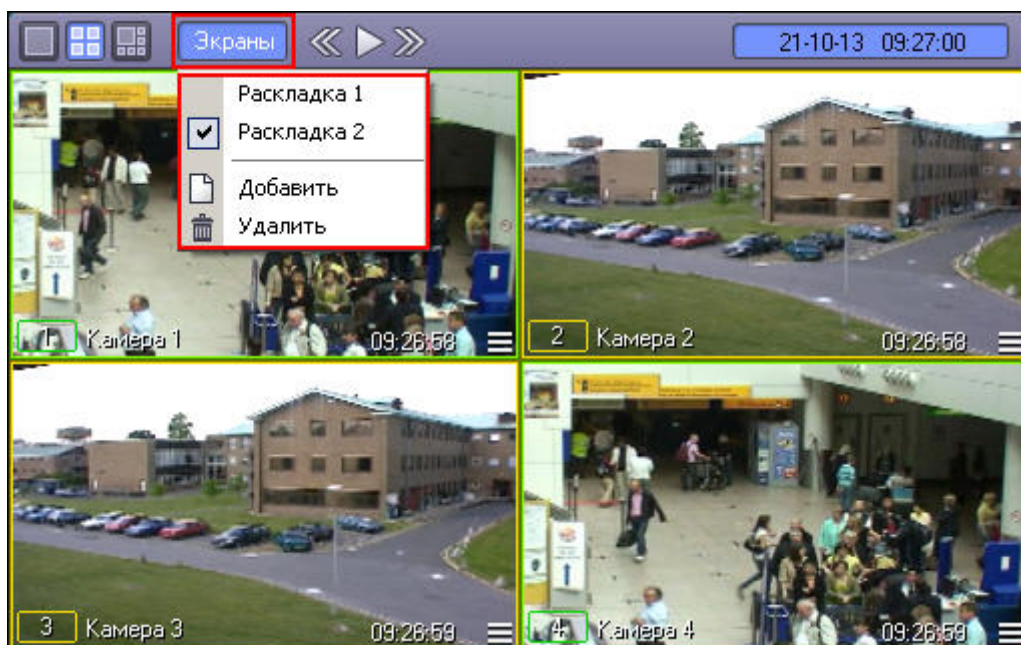 Экраны
21-10-13 09:27:00
Раскладка 1
Раскладка 2
Добавить
Удалить
1 Камера 1 09:26:58
2 Камера 2 09:26:58
3 Камера 3 09:26:59
4 Камера 4 09:26:59